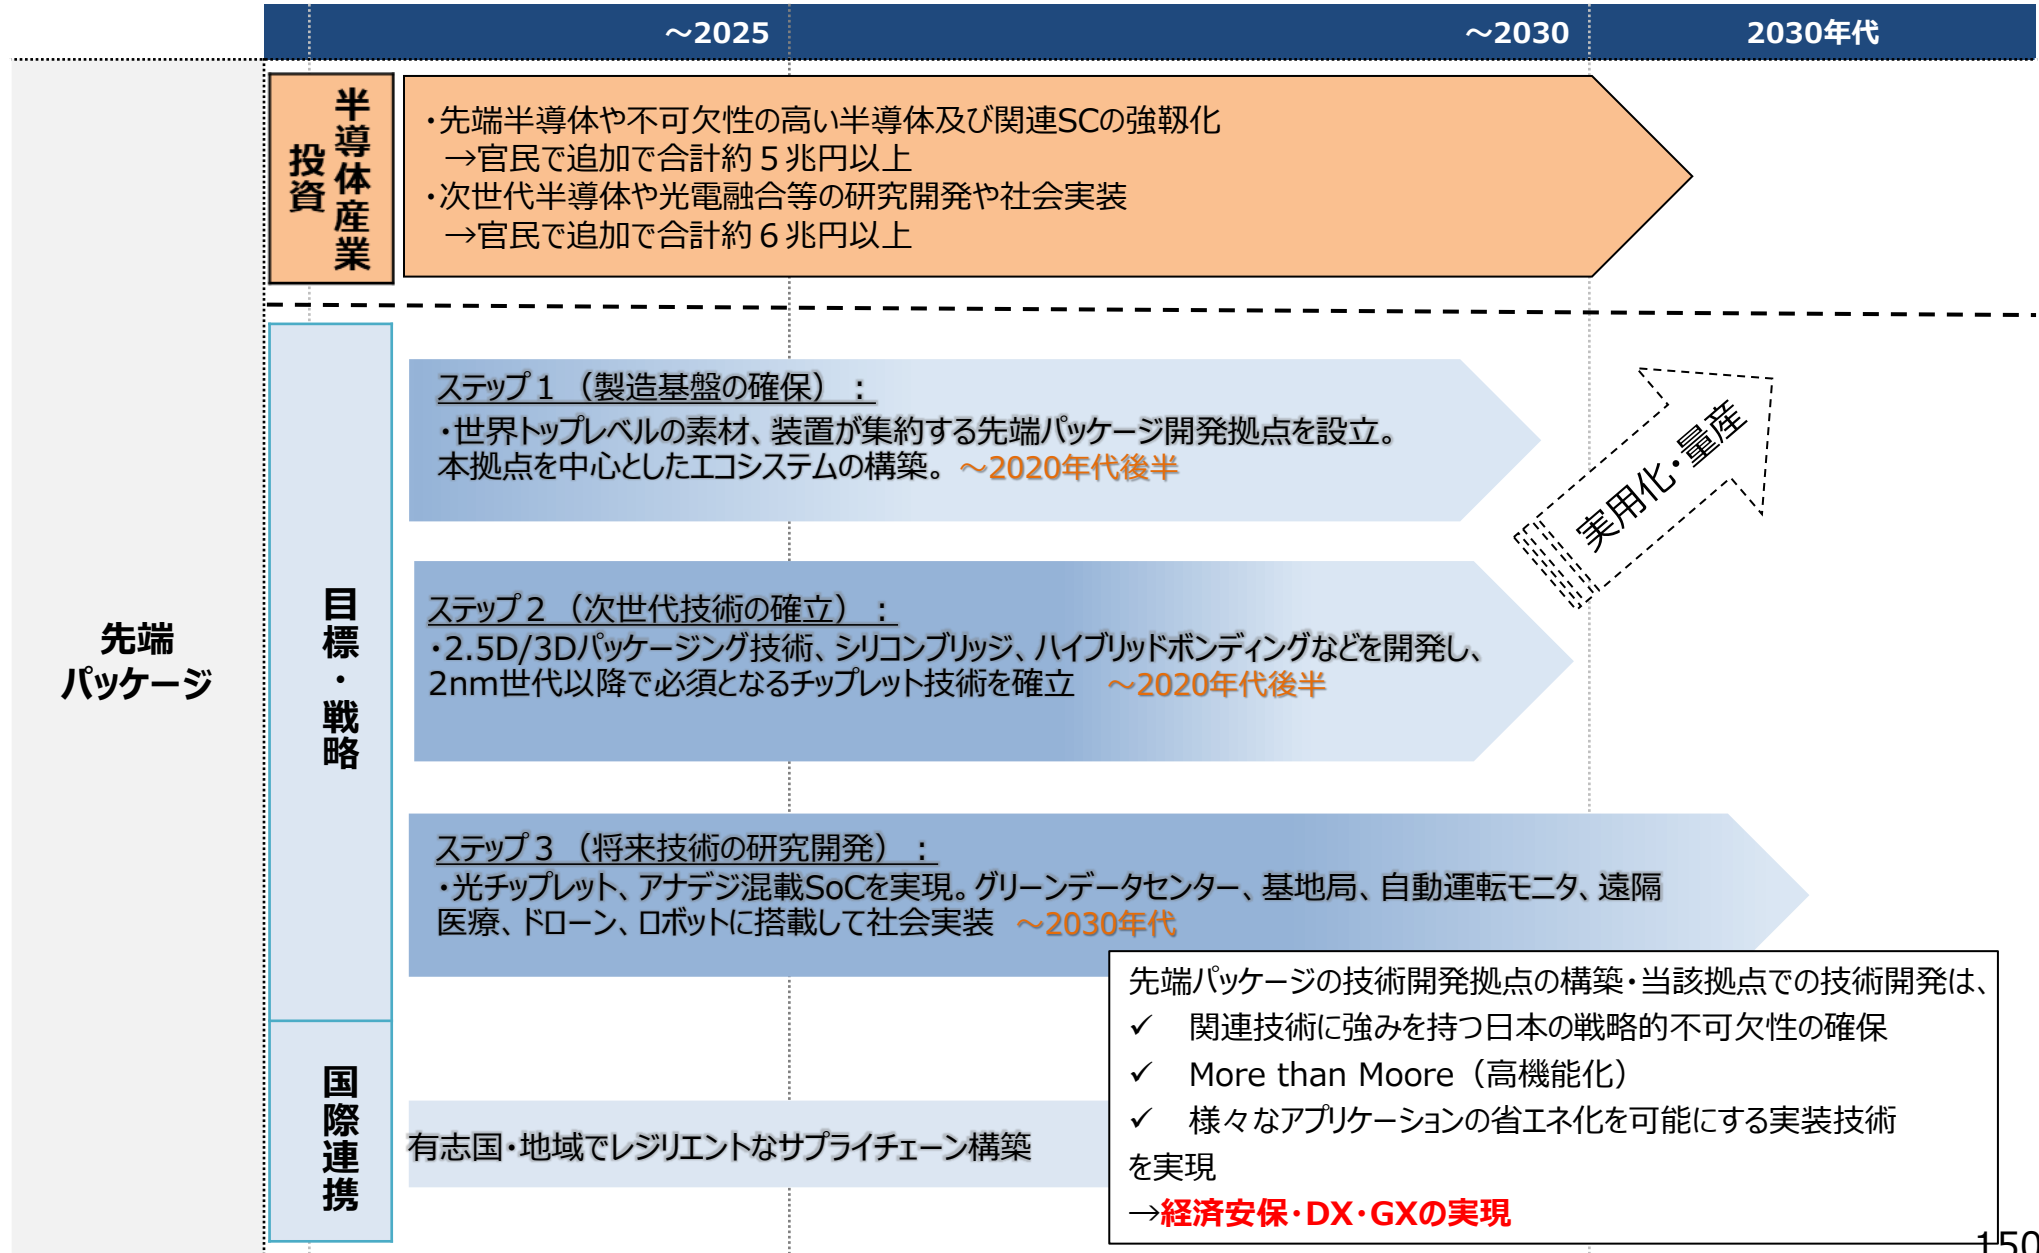 ～2025
～2030
2030年代
先端
パッケージ
半導体産業
投資
・先端半導体や不可欠性の高い半導体及び関連SCの強靱化
→官民で追加で合計約５兆円以上
・次世代半導体や光電融合等の研究開発や社会実装
→官民で追加で合計約６兆円以上
目標・戦略
ステップ１（製造基盤の確保）：
・世界トップレベルの素材、装置が集約する先端パッケージ開発拠点を設立。
本拠点を中心としたエコシステムの構築。 ～2020年代後半
実用化・量産
ステップ２（次世代技術の確立）：
・2.5D/3Dパッケージング技術、シリコンブリッジ、ハイブリッドボンディングなどを開発し、
2nm世代以降で必須となるチップレット技術を確立 ～2020年代後半
ステップ３（将来技術の研究開発）：
・光チップレット、アナデジ混載SoCを実現。グリーンデータセンター、基地局、自動運転モニタ、遠隔
医療、ドローン、ロボットに搭載して社会実装 ～2030年代
国際連携
有志国・地域でレジリエントなサプライチェーン構築
先端パッケージの技術開発拠点の構築・当該拠点での技術開発は、
✓ 関連技術に強みを持つ日本の戦略的不可欠性の確保
✓ More than Moore（高機能化）
✓ 様々なアプリケーションの省エネ化を可能にする実装技術
を実現
→経済安保・DX・GXの実現
150